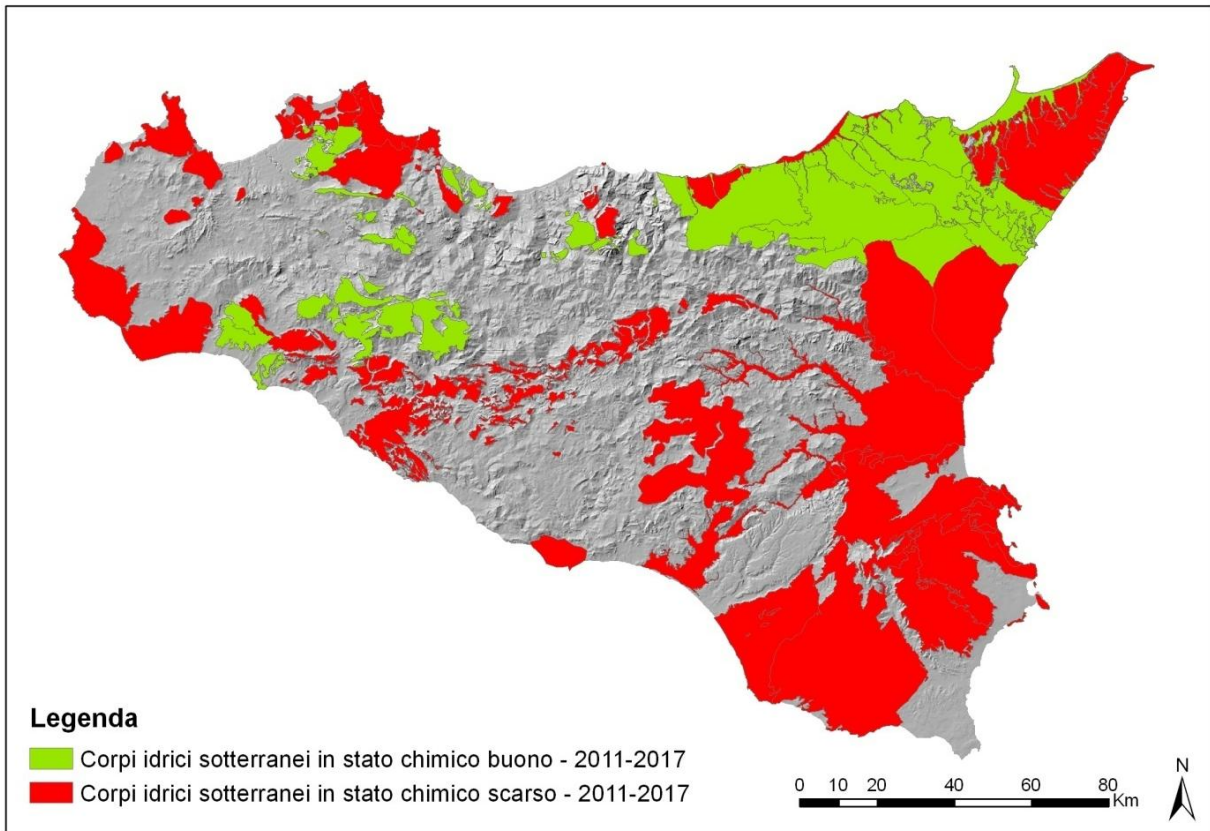 Legenda
Corpi idrici sotterranei in stato chimico buono - 2011-2017
Corpi idrici sotterranei in stato chimico scarso - 2011-2017
0 10 20 40 60 80
Km
N